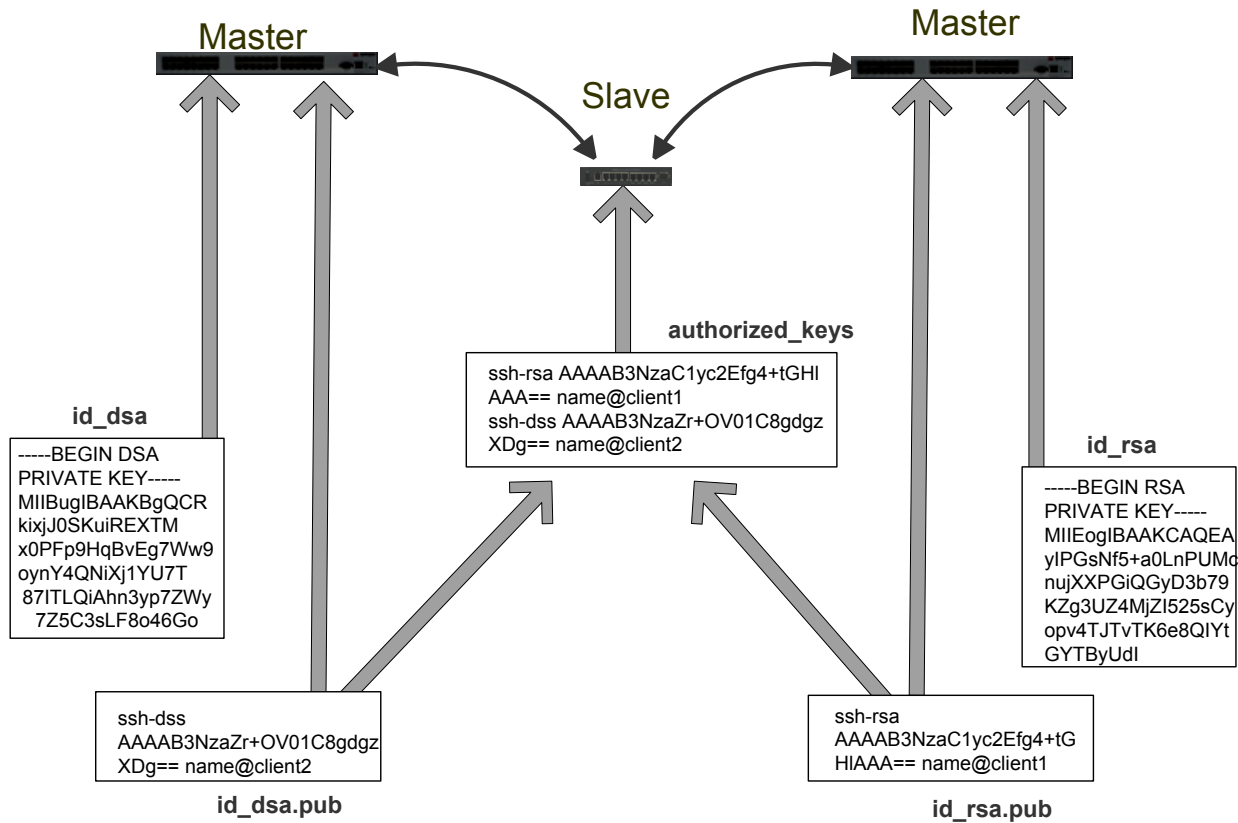 Master
Master
Slave
authorized_keys
ssh-rsa AAAAB3NzaC1yc2Efg4+tGHI
AAA== name@client1
ssh-dss AAAAB3NzaZr+OV01C8gdgz
XDg== name@client2
id_dsa
-----BEGIN DSA
PRIVATE KEY-----
MIIBugIBAAKBgQCR
kixjJ0SKuiREXTM
x0PFp9HqBvEg7Ww9
oynY4QNiXj1YU7T
87ITLQiAhn3yp7ZWy
7Z5C3sLF8o46Go
id_rsa
-----BEGIN RSA
PRIVATE KEY-----
MIIEogIBAAKCAQEA
yIPGsNf5+a0LnPUMc
nujXXPGiQGyD3b79
KZg3UZ4MjZI525sCy
opv4TJTvTK6e8QIYt
GYTByUdI
ssh-dss
AAAAB3NzaZr+OV01C8gdgz
XDg== name@client2
id_dsa.pub
ssh-rsa
AAAAB3NzaC1yc2Efg4+tG
HIAAA== name@client1
id_rsa.pub